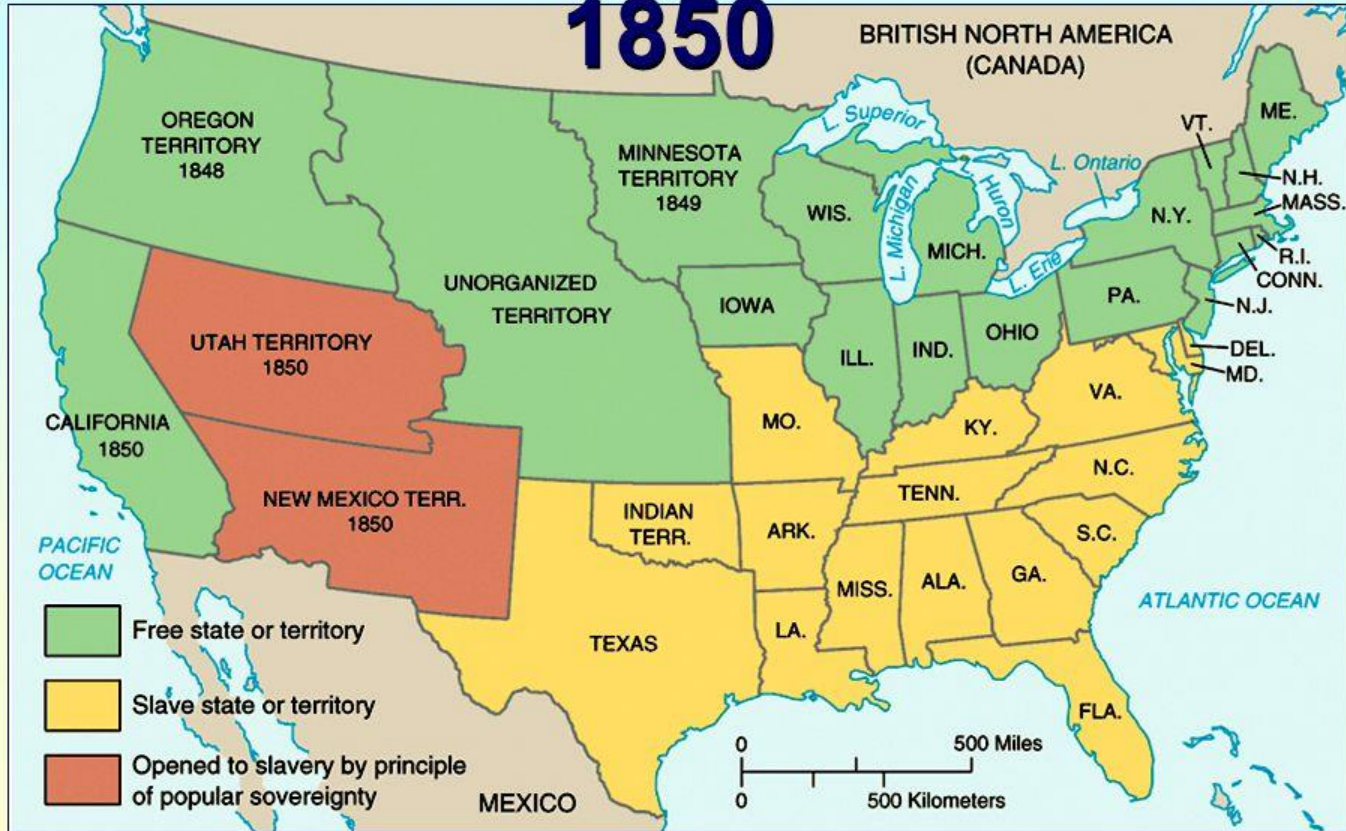 1850
BRITISH NORTH AMERICA
(CANADA)
OREGON
TERRITORY
1848
MINNESOTA
TERRITORY
1849
L. Superior
L. Michigan
L. Huron
L. Ontario
L. Erie
VT.
ME.
N.H.
MASS.
N.Y.
R.I.
CONN.
WIS.
MICH.
UNORGANIZED
TERRITORY
IOWA
PA.
N.J.
UTAH TERRITORY
1850
ILL.
IND.
OHIO
DEL.
MD.
CALIFORNIA
1850
MO.
KY.
VA.
NEW MEXICO TERR.
1850
INDIAN
TERR.
ARK.
TENN.
N.C.
S.C.
PACIFIC
OCEAN
MISS.
ALA.
GA.
ATLANTIC OCEAN
TEXAS
LA.
FLA.
Free state or territory
Slave state or territory
Opened to slavery by principle
of popular sovereignty
MEXICO
0
500 Miles
0
500 Kilometers